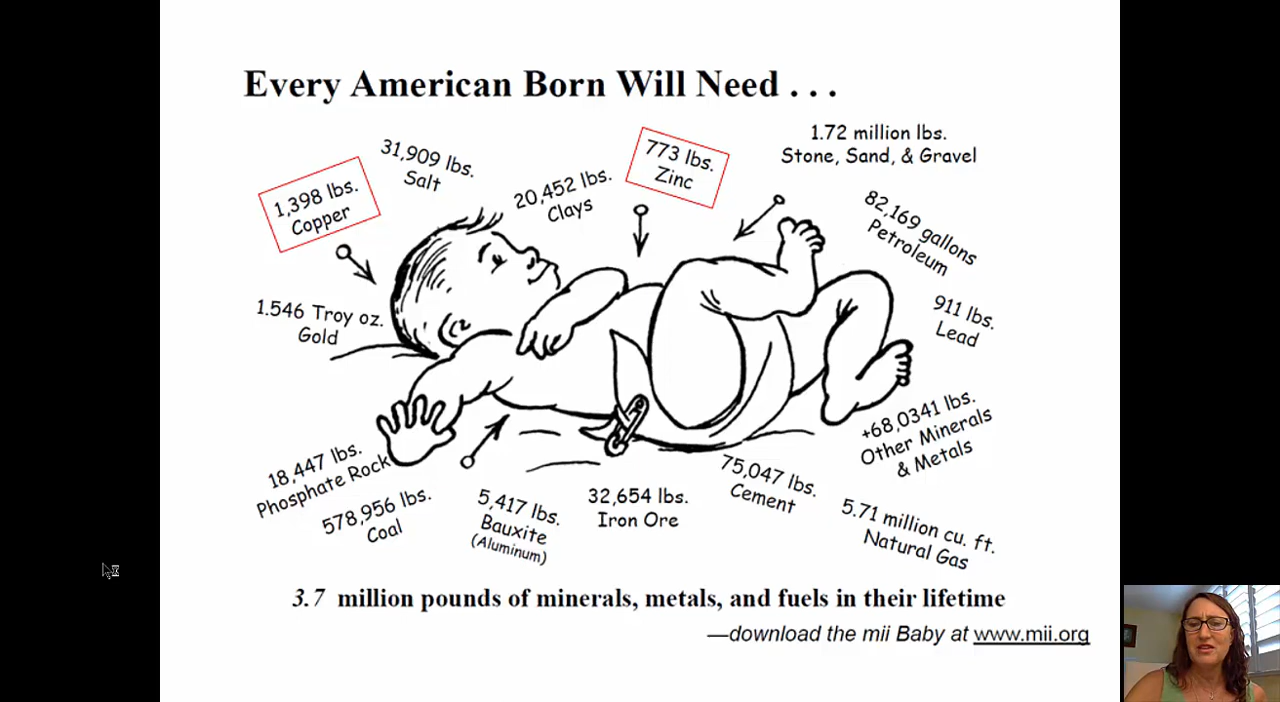 Every American Born Will Need . . .
31,909 lbs.
Salt
773 lbs.
Zinc
1.72 million lbs.
Stone, Sand, & Gravel
1,398 lbs.
Copper
20,452 lbs.
Clays
82,169 gallons
Petroleum
1.546 Troy oz.
Gold
911 lbs.
Lead
+68,0341 lbs.
Other Minerals
& Metals
18,447 lbs.
Phosphate Rock
578,956 lbs.
Coal
5,417 lbs.
Bauxite
(Aluminum)
32,654 lbs.
Iron Ore
75,047 lbs.
Cement
5.71 million cu. ft.
Natural Gas
3.7 million pounds of minerals, metals, and fuels in their lifetime
—download the mii Baby at www.mii.org